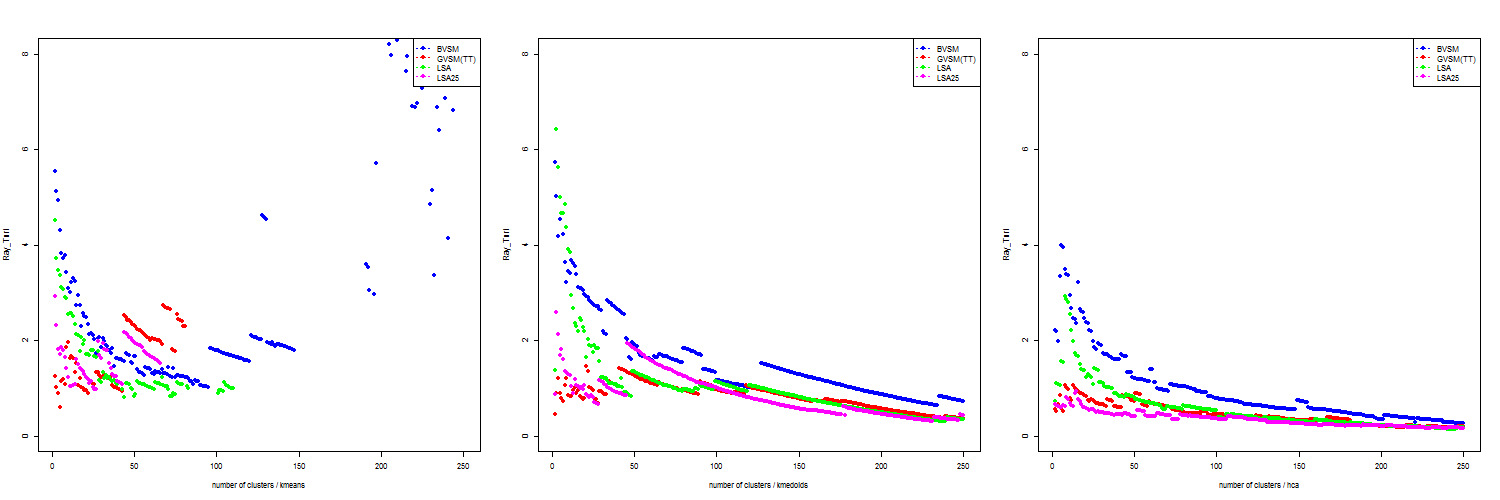 BVSM
GVSM(TT)
LSA
LSA25
8
6
4
2
0
Ray_Turi
0 50 100 150 200 250
number of clusters / kmeans
BVSM
GVSM(TT)
LSA
LSA25
8
6
4
2
0
Ray_Turi
0 50 100 150 200 250
number of clusters / kmedoids
BVSM
GVSM(TT)
LSA
LSA25
8
6
4
2
0
Ray_Turi
0 50 100 150 200 250
number of clusters / hca